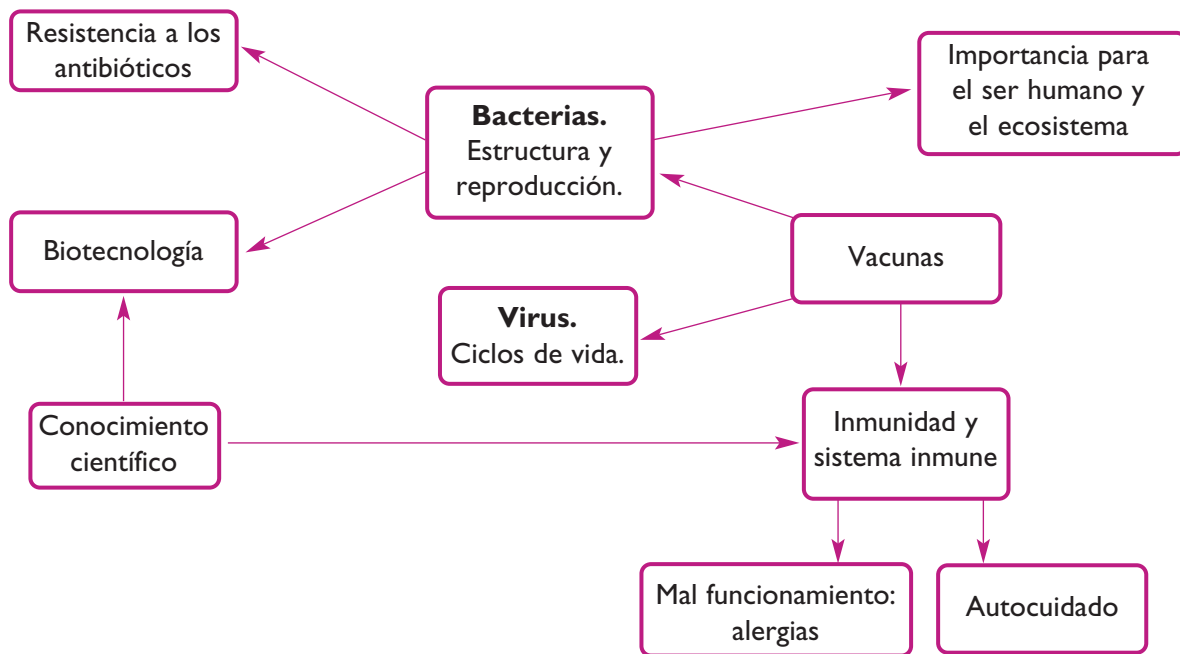 Resistencia a los
antibióticos
Importancia para
el ser humano y
el ecosistema
Bacterias.
Estructura y
reproducción.
Biotecnología
Vacunas
Virus.
Ciclos de vida.
Conocimiento
científico
Inmunidad y
sistema inmune
Mal funcionamiento:
alergias
Autocuidado